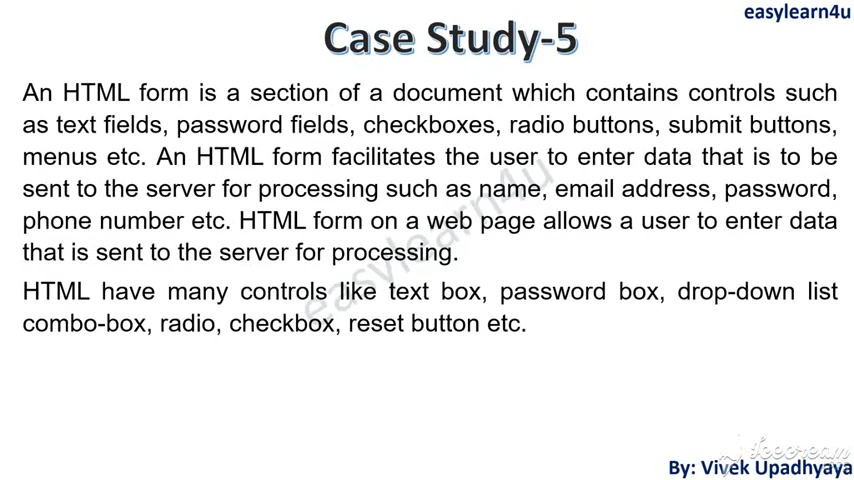 easylearn4u
Case Study-5
An HTML form is a section of a document which contains controls such
as text fields, password fields, checkboxes, radio buttons, submit buttons,
menus etc. An HTML form facilitates the user to enter data that is to be
sent to the server for processing such as name, email address, password,
phone number etc. HTML form on a web page allows a user to enter data
that is sent to the server for processing.
HTML have many controls like text box, password box, drop-down list
combo-box, radio, checkbox, reset button etc.
easylearn4u
Icecream
By: Vivek Upadhyaya